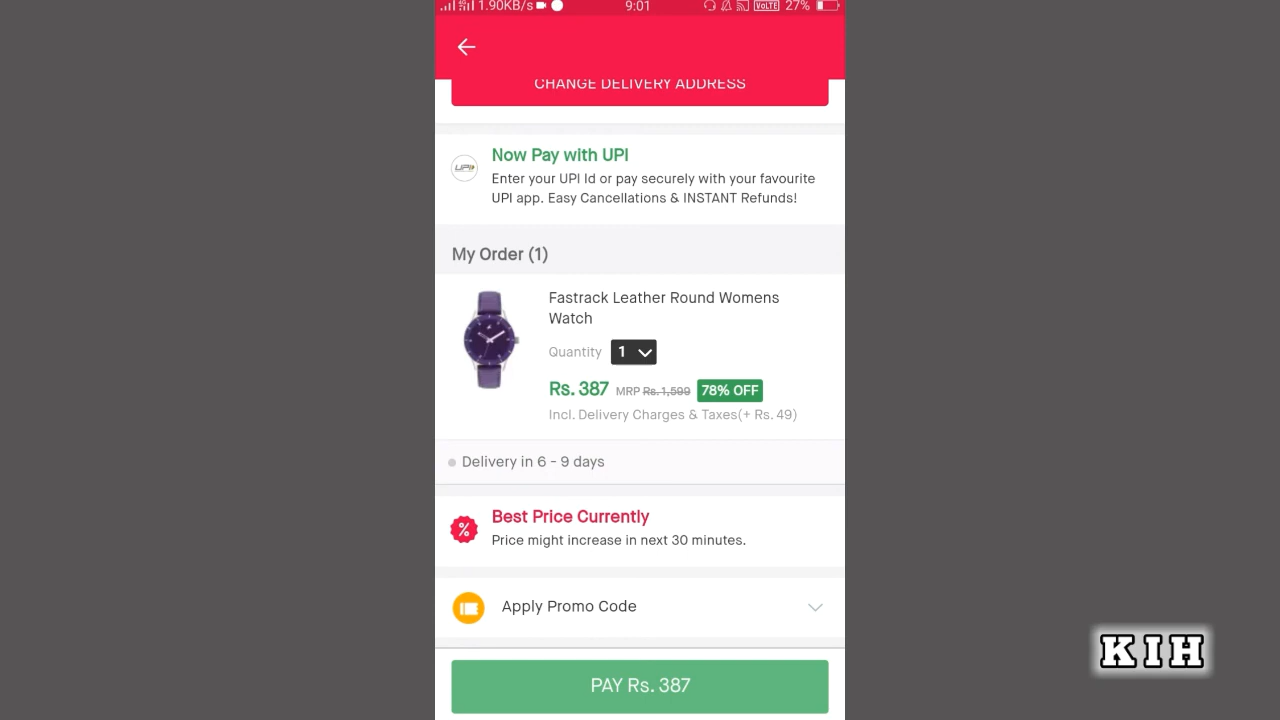 1.90KB/s 9:01 VoLTE 27%
CHANGE DELIVERY ADDRESS
Now Pay with UPI
UPI
Enter your UPI Id or pay securely with your favourite
UPI app. Easy Cancellations & INSTANT Refunds!
My Order (1)
Fastrack Leather Round Womens
Watch
Quantity 1
Rs. 387 MRP Rs. 1,599 78% OFF
Incl. Delivery Charges & Taxes(+ Rs. 49)
Delivery in 6 - 9 days
Best Price Currently
%
Price might increase in next 30 minutes.
Apply Promo Code
KIH
PAY Rs. 387